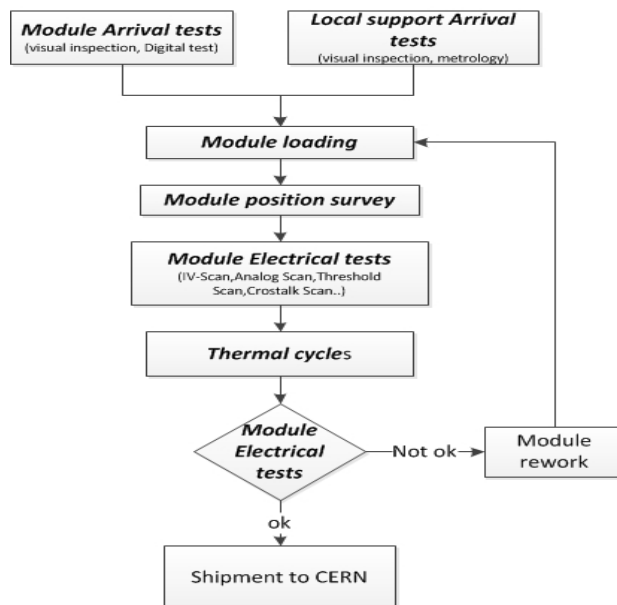 Module Arrival tests
(visual inspection, Digital test)
Local support Arrival
tests
(visual inspection, metrology)
Module loading
Module position survey
Module Electrical tests
(IV-Scan,Analog Scan,Threshold
Scan,Crostalk Scan..)
Thermal cycles
Module
Electrical
tests
Not ok
Module
rework
ok
Shipment to CERN